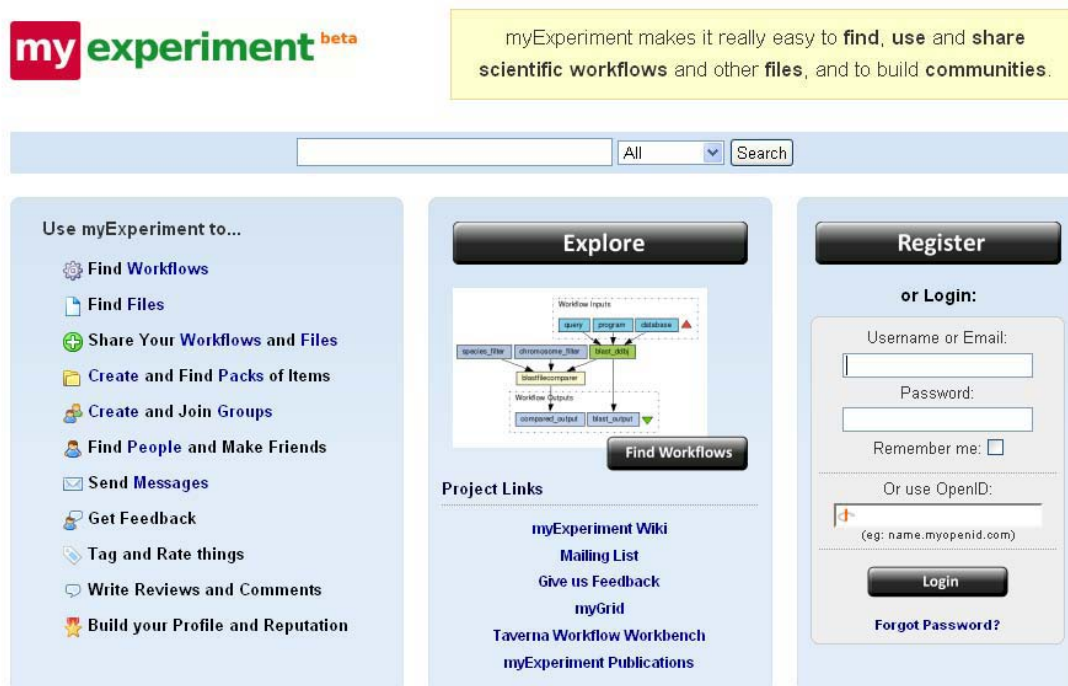 my experiment beta
myExperiment makes it really easy to find, use and share
scientific workflows and other files, and to build communities.
All
Search
Use myExperiment to...
Find Workflows
Find Files
Share Your Workflows and Files
Create and Find Packs of Items
Create and Join Groups
Find People and Make Friends
Send Messages
Get Feedback
Tag and Rate things
Write Reviews and Comments
Build your Profile and Reputation
Explore
Workflow Inputs
query program database
species_filter chromosome_filter blast_ddbj
blastfilecomparer
Workflow Outputs
compared_output blast_output
Find Workflows
Project Links
myExperiment Wiki
Mailing List
Give us Feedback
myGrid
Taverna Workflow Workbench
myExperiment Publications
Register
or Login:
Username or Email:
Password:
Remember me:
Or use OpenID:
(eg: name.myopenid.com)
Login
Forgot Password?